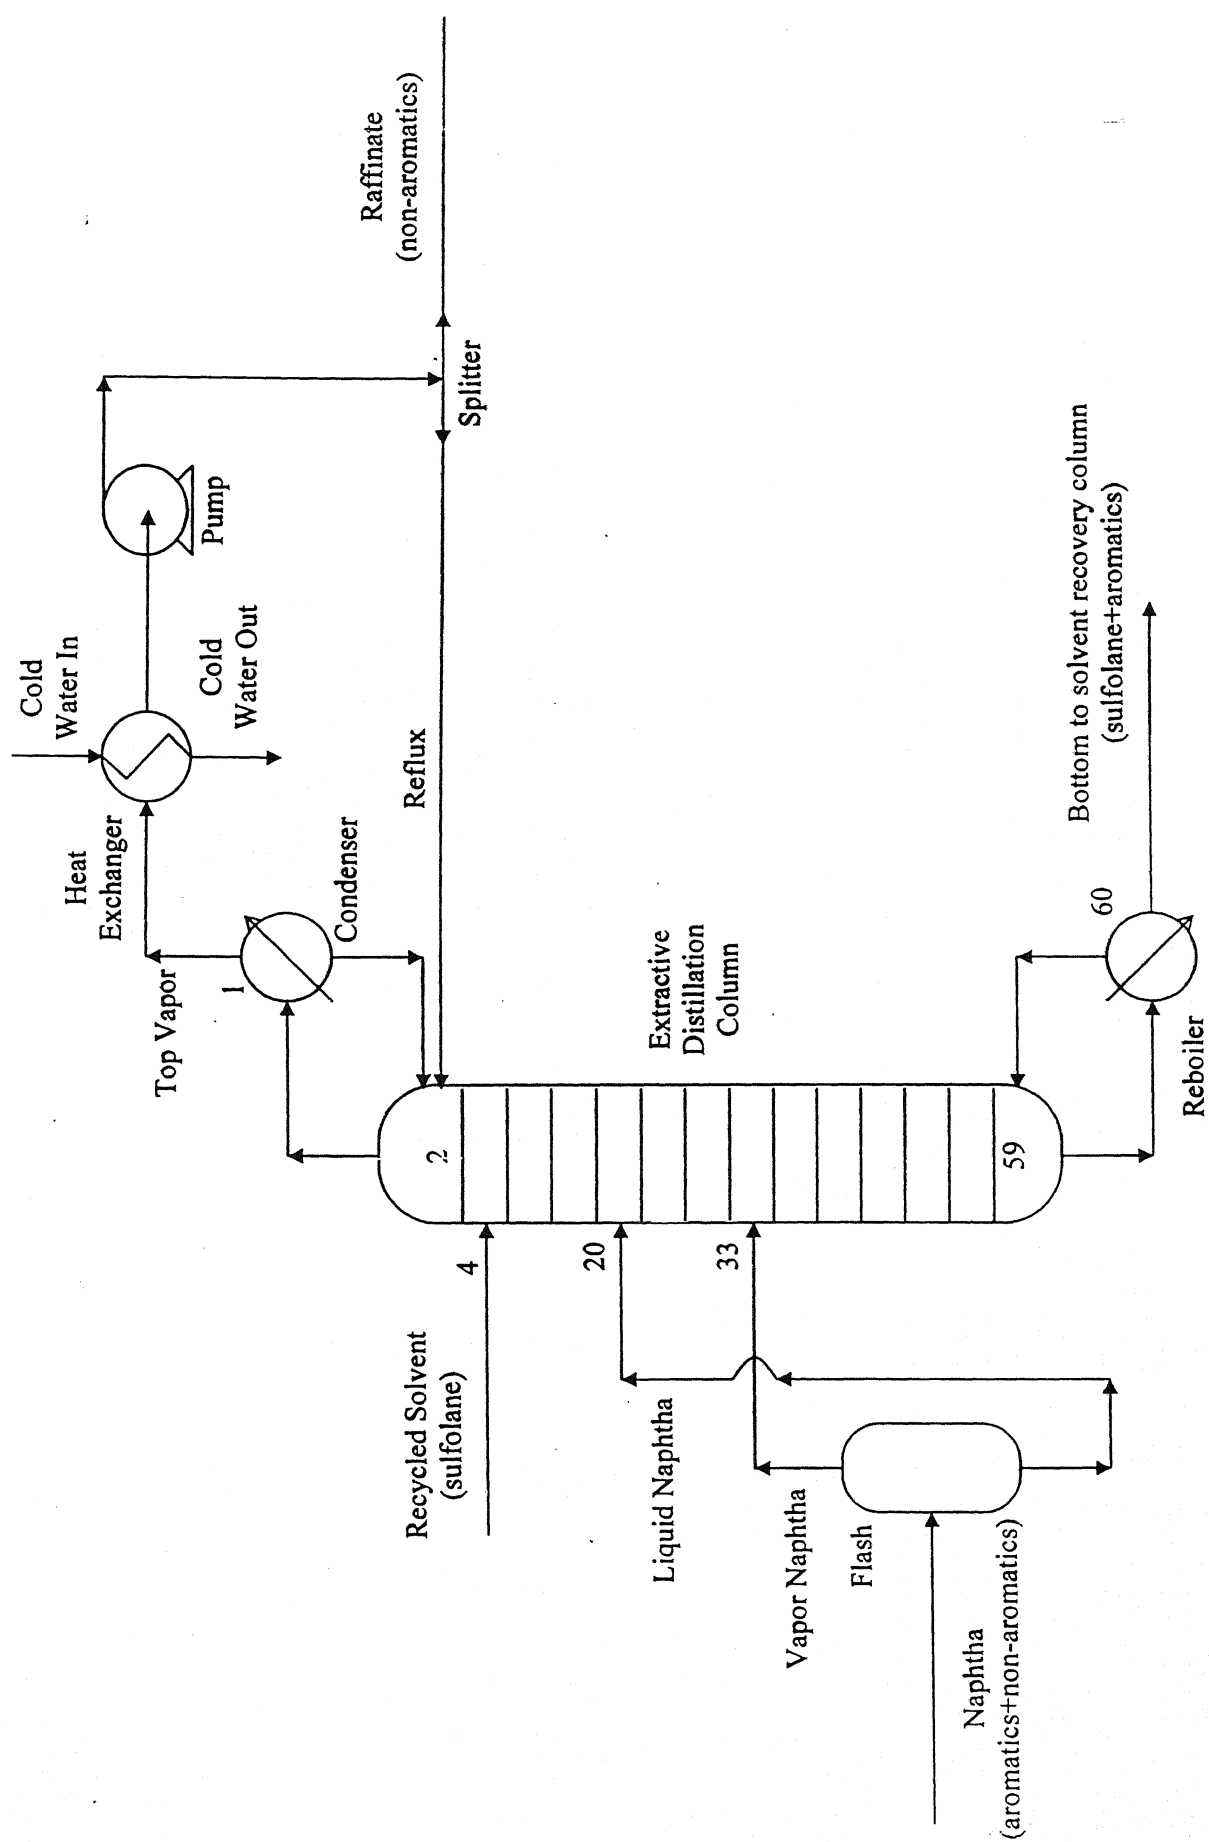 Cold
Water In
Cold
Water Out
Heat
Exchanger
Pump
Top Vapor
1
Condenser
Reflux
Splitter
Raffinate
(non-aromatics)
Recycled Solvent
(sulfolane)
4
2
Liquid Naphtha
20
Extractive
Distillation
Column
33
Vapor Naphtha
Flash
Naphtha
(aromatics+non-aromatics)
59
60
Reboiler
Bottom to solvent recovery column
(sulfolane+aromatics)